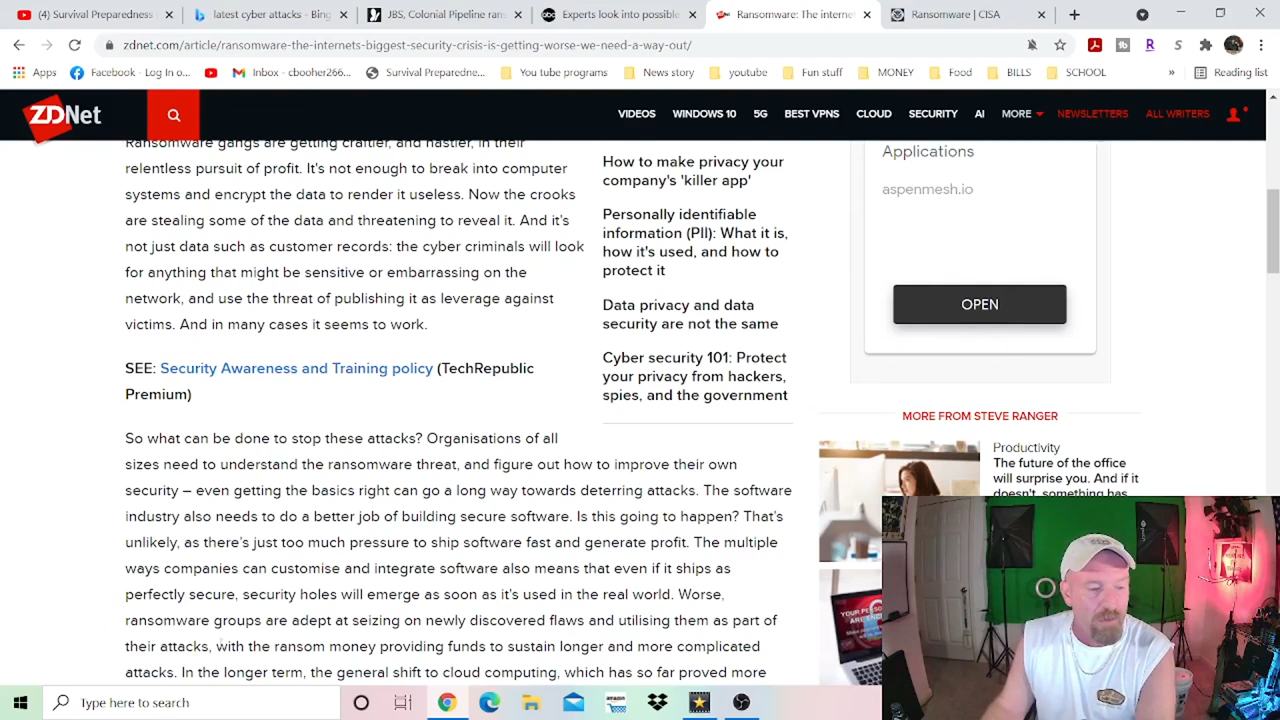 (4) Survival Preparedness
latest cyber attacks - Bing
JBS, Colonial Pipeline rans
Experts look into possible
Ransomware: The internet
Ransomware | CISA
zdnet.com/article/ransomware-the-internets-biggest-security-crisis-is-getting-worse-we-need-a-way-out/
Apps
Facebook - Log In o...
Inbox - cbooher266...
Survival Preparedne...
You tube programs
News story
youtube
Fun stuff
MONEY
Food
BILLS
SCHOOL
»
Reading list
ZDNet
VIDEOS
WINDOWS 10
5G
BEST VPNS
CLOUD
SECURITY
AI
MORE
NEWSLETTERS
ALL WRITERS
Ransomware gangs are getting craftier, and nastier, in their
relentless pursuit of profit. It's not enough to break into computer
systems and encrypt the data to render it useless. Now the crooks
are stealing some of the data and threatening to reveal it. And it's
not just data such as customer records: the cyber criminals will look
for anything that might be sensitive or embarrassing on the
network, and use the threat of publishing it as leverage against
victims. And in many cases it seems to work.
SEE: Security Awareness and Training policy (TechRepublic
Premium)
So what can be done to stop these attacks? Organisations of all
sizes need to understand the ransomware threat, and figure out how to improve their own
security – even getting the basics right can go a long way towards deterring attacks. The software
industry also needs to do a better job of building secure software. Is this going to happen? That's
unlikely, as there's just too much pressure to ship software fast and generate profit. The multiple
ways companies can customise and integrate software also means that even if it ships as
perfectly secure, security holes will emerge as soon as it's used in the real world. Worse,
ransomware groups are adept at seizing on newly discovered flaws and utilising them as part of
their attacks, with the ransom money providing funds to sustain longer and more complicated
attacks. In the longer term, the general shift to cloud computing, which has so far proved more
How to make privacy your
company's 'killer app'
Personally identifiable
information (PII): What it is,
how it's used, and how to
protect it
Data privacy and data
security are not the same
Cyber security 101: Protect
your privacy from hackers,
spies, and the government
Applications
aspenmesh.io
OPEN
MORE FROM STEVE RANGER
Productivity
The future of the office
will surprise you. And if it
doesn't, something has
Type here to search